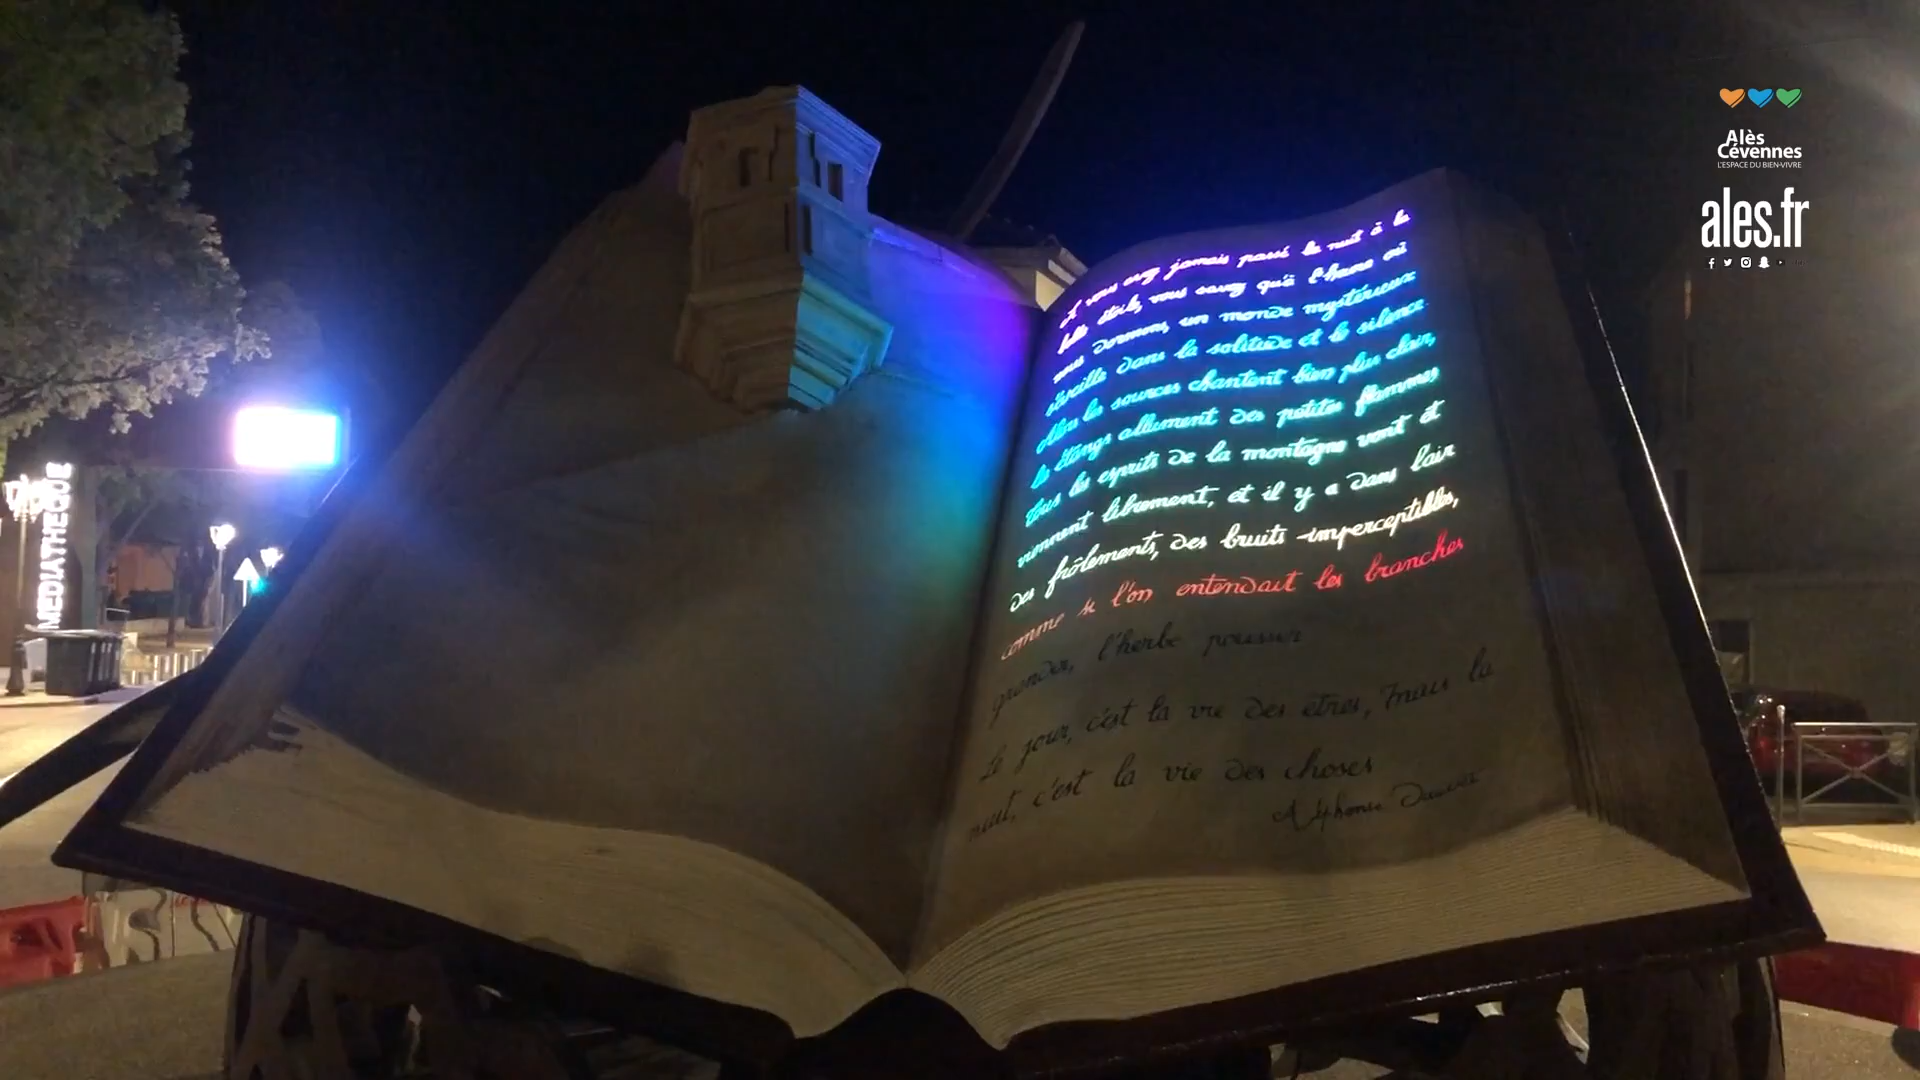 Si vous avez jamais passé la nuit à la
belle étoile, vous savez qu'à l'heure où
nous dormons, un monde mystérieux
s'éveille dans la solitude et le silence.
Alors les sources chantent bien plus clair,
les étangs allument des petites flammes
tous les esprits de la montagne vont et
viennent librement, et il y a dans l'air
des frôlements, des bruits imperceptibles,
comme si l'on entendait les branches
grandir, l'herbe pousser
Le jour, c'est la vie des êtres, mais la
nuit, c'est la vie des choses
Alphonse Daudet
MEDIATHEQUE
Alès
Cévennes
L'ESPACE DU BIEN-VIVRE
ales.fr